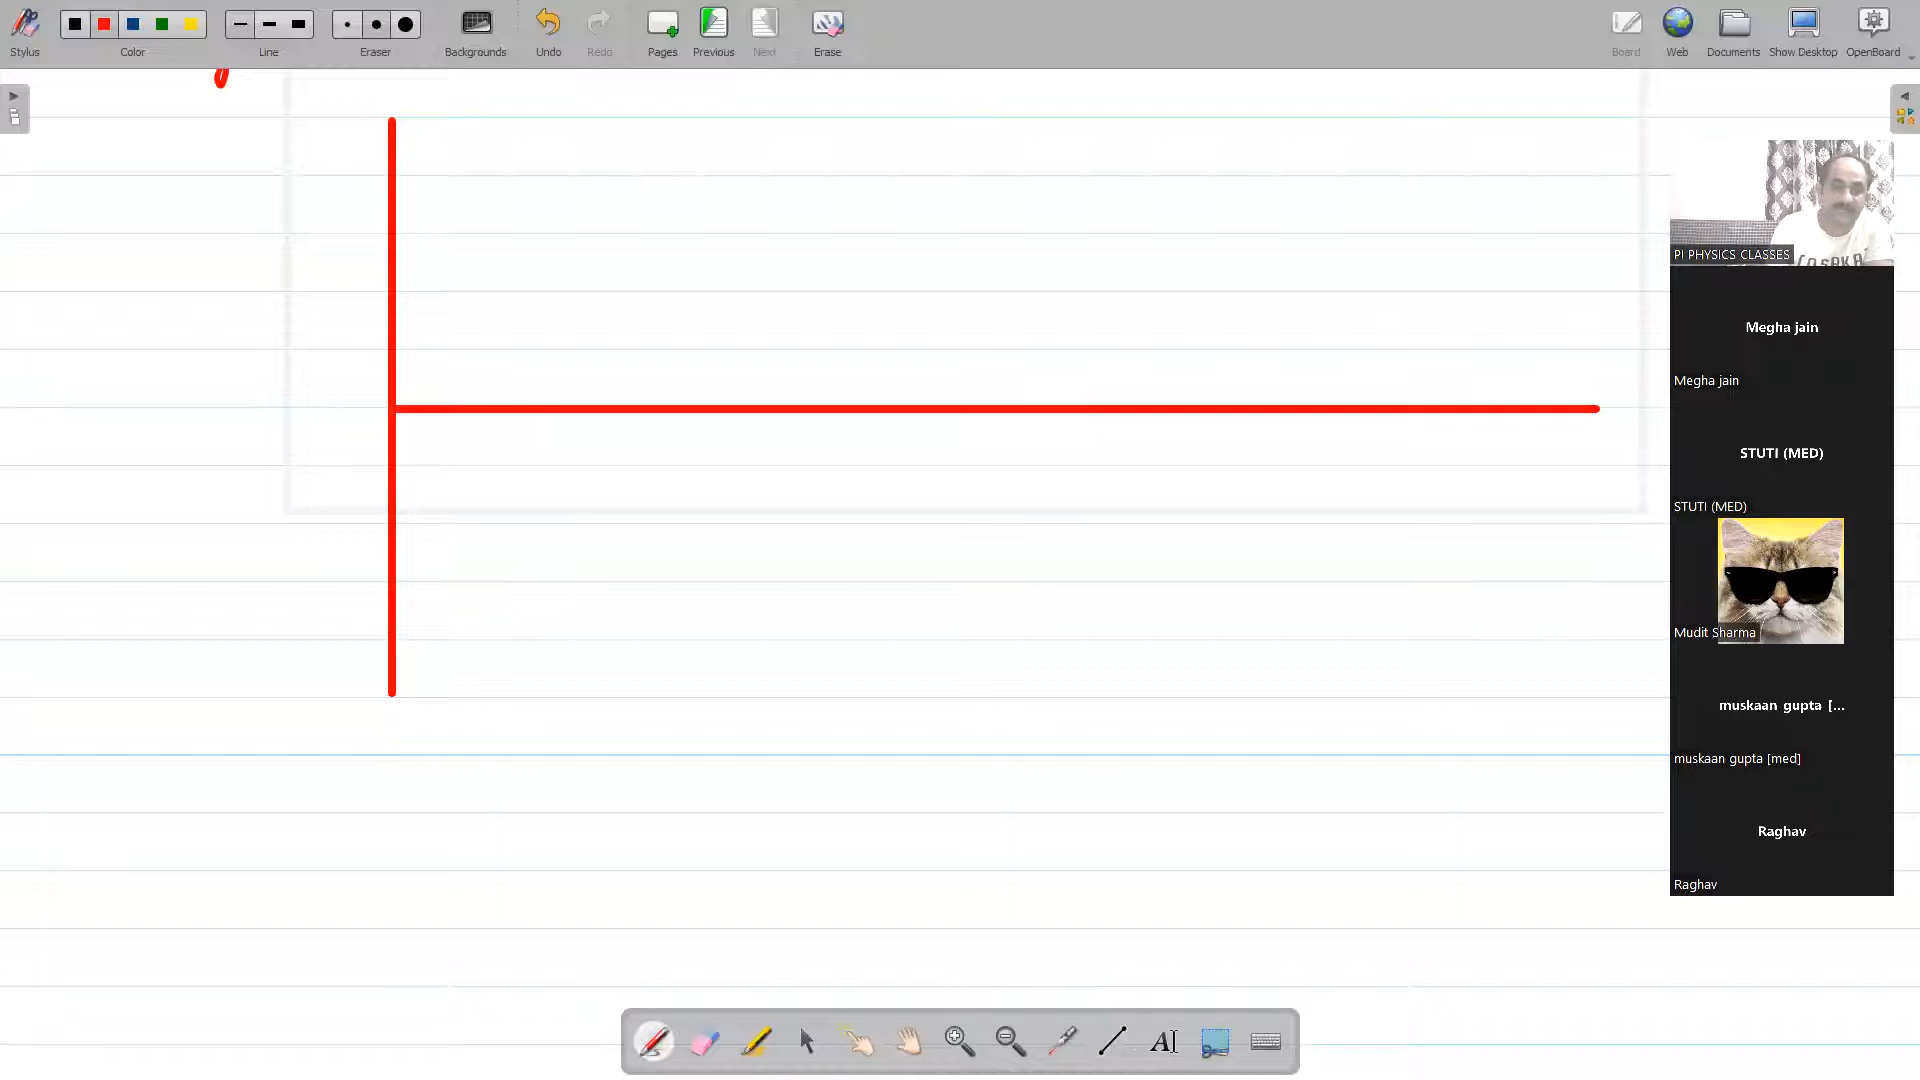 Stylus
Color
Line
Eraser
Backgrounds
Undo
Redo
Pages
Previous
Next
Erase
Board
Web
Documents
Show Desktop
OpenBoard
PI PHYSICS CLASSES
Megha jain
Megha jain
STUTI (MED)
STUTI (MED)
Mudit Sharma
muskaan gupta [...
muskaan gupta [med]
Raghav
Raghav